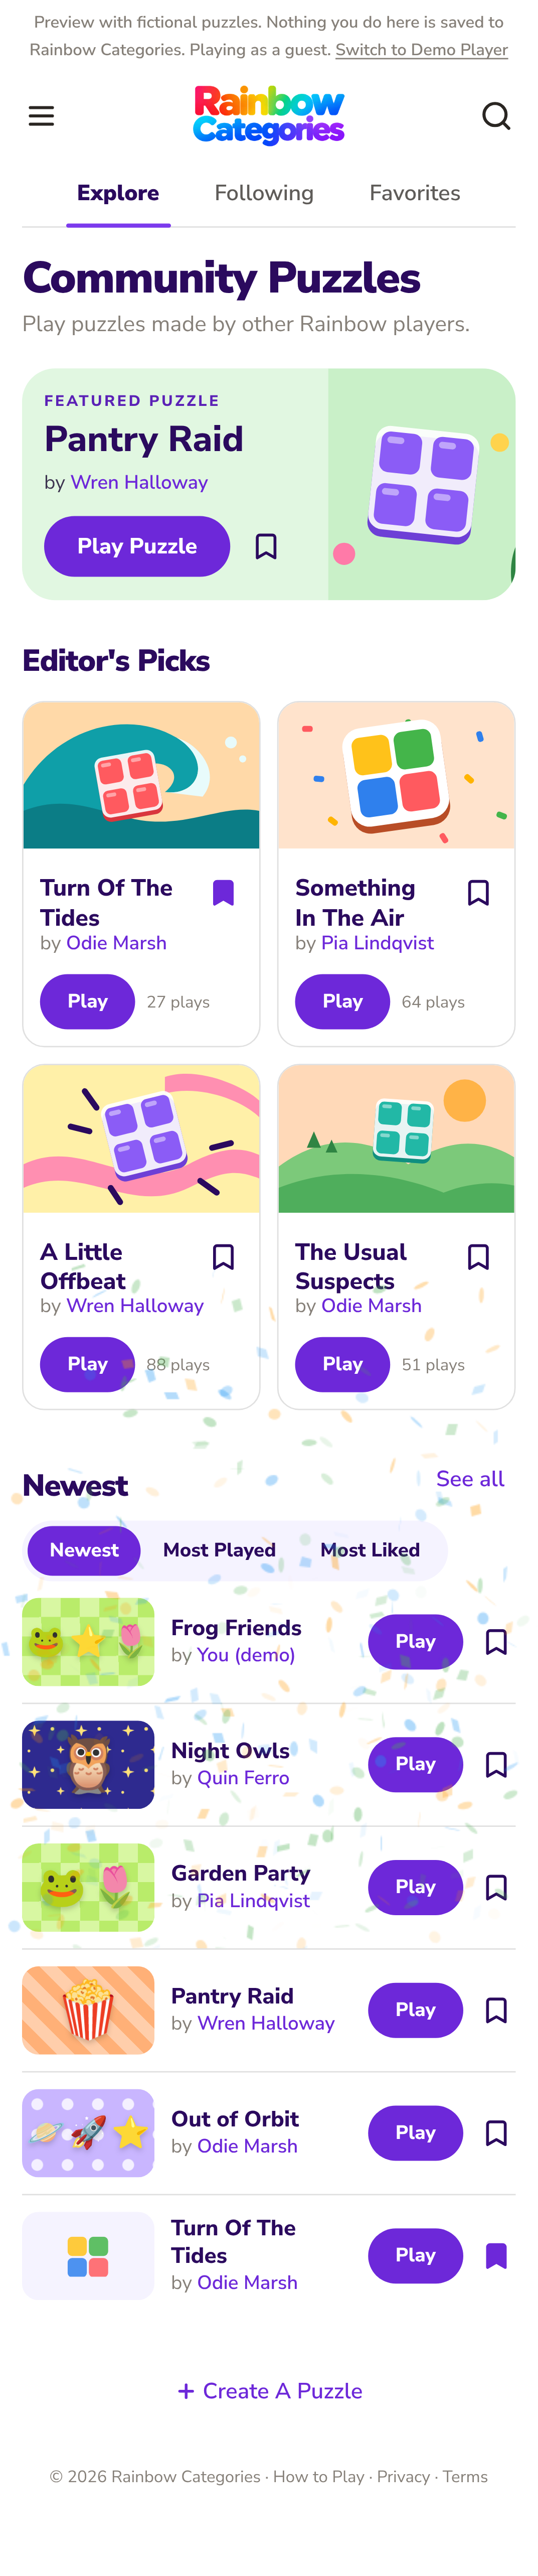 Preview with fictional puzzles. Nothing you do here is saved to
Rainbow Categories. Playing as a guest. Switch to Demo Player
Rainbow
Categories
Explore
Following
Favorites
Community Puzzles
Play puzzles made by other Rainbow players.
FEATURED PUZZLE
Pantry Raid
by Wren Halloway
Play Puzzle
Editor's Picks
Turn Of The
Tides
by Odie Marsh
Play
27 plays
Something
In The Air
by Pia Lindqvist
Play
64 plays
A Little
Offbeat
by Wren Halloway
Play
88 plays
The Usual
Suspects
by Odie Marsh
Play
51 plays
Newest
See all
Newest
Most Played
Most Liked
Frog Friends
by You (demo)
Play
Night Owls
by Quin Ferro
Play
Garden Party
by Pia Lindqvist
Play
Pantry Raid
by Wren Halloway
Play
Out of Orbit
by Odie Marsh
Play
Turn Of The
Tides
by Odie Marsh
Play
+ Create A Puzzle
© 2026 Rainbow Categories · How to Play · Privacy · Terms